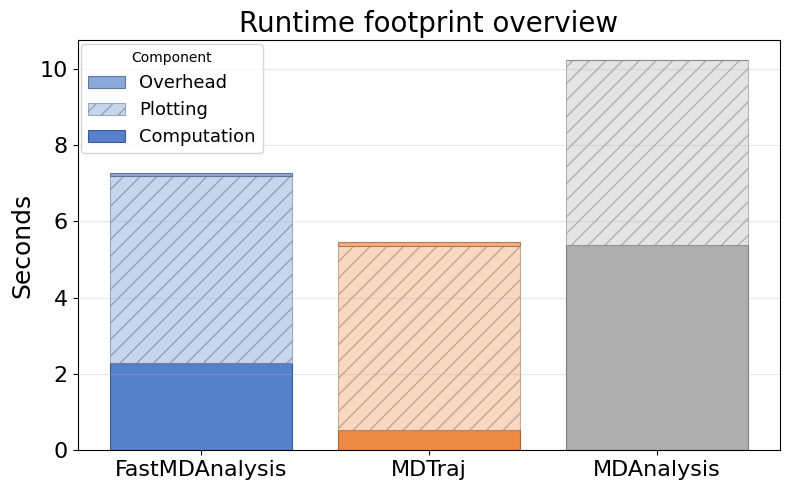 Runtime footprint overview
Component
Overhead
Plotting
Computation
Seconds
10
8
6
4
2
0
FastMDAnalysis
MDTraj
MDAnalysis